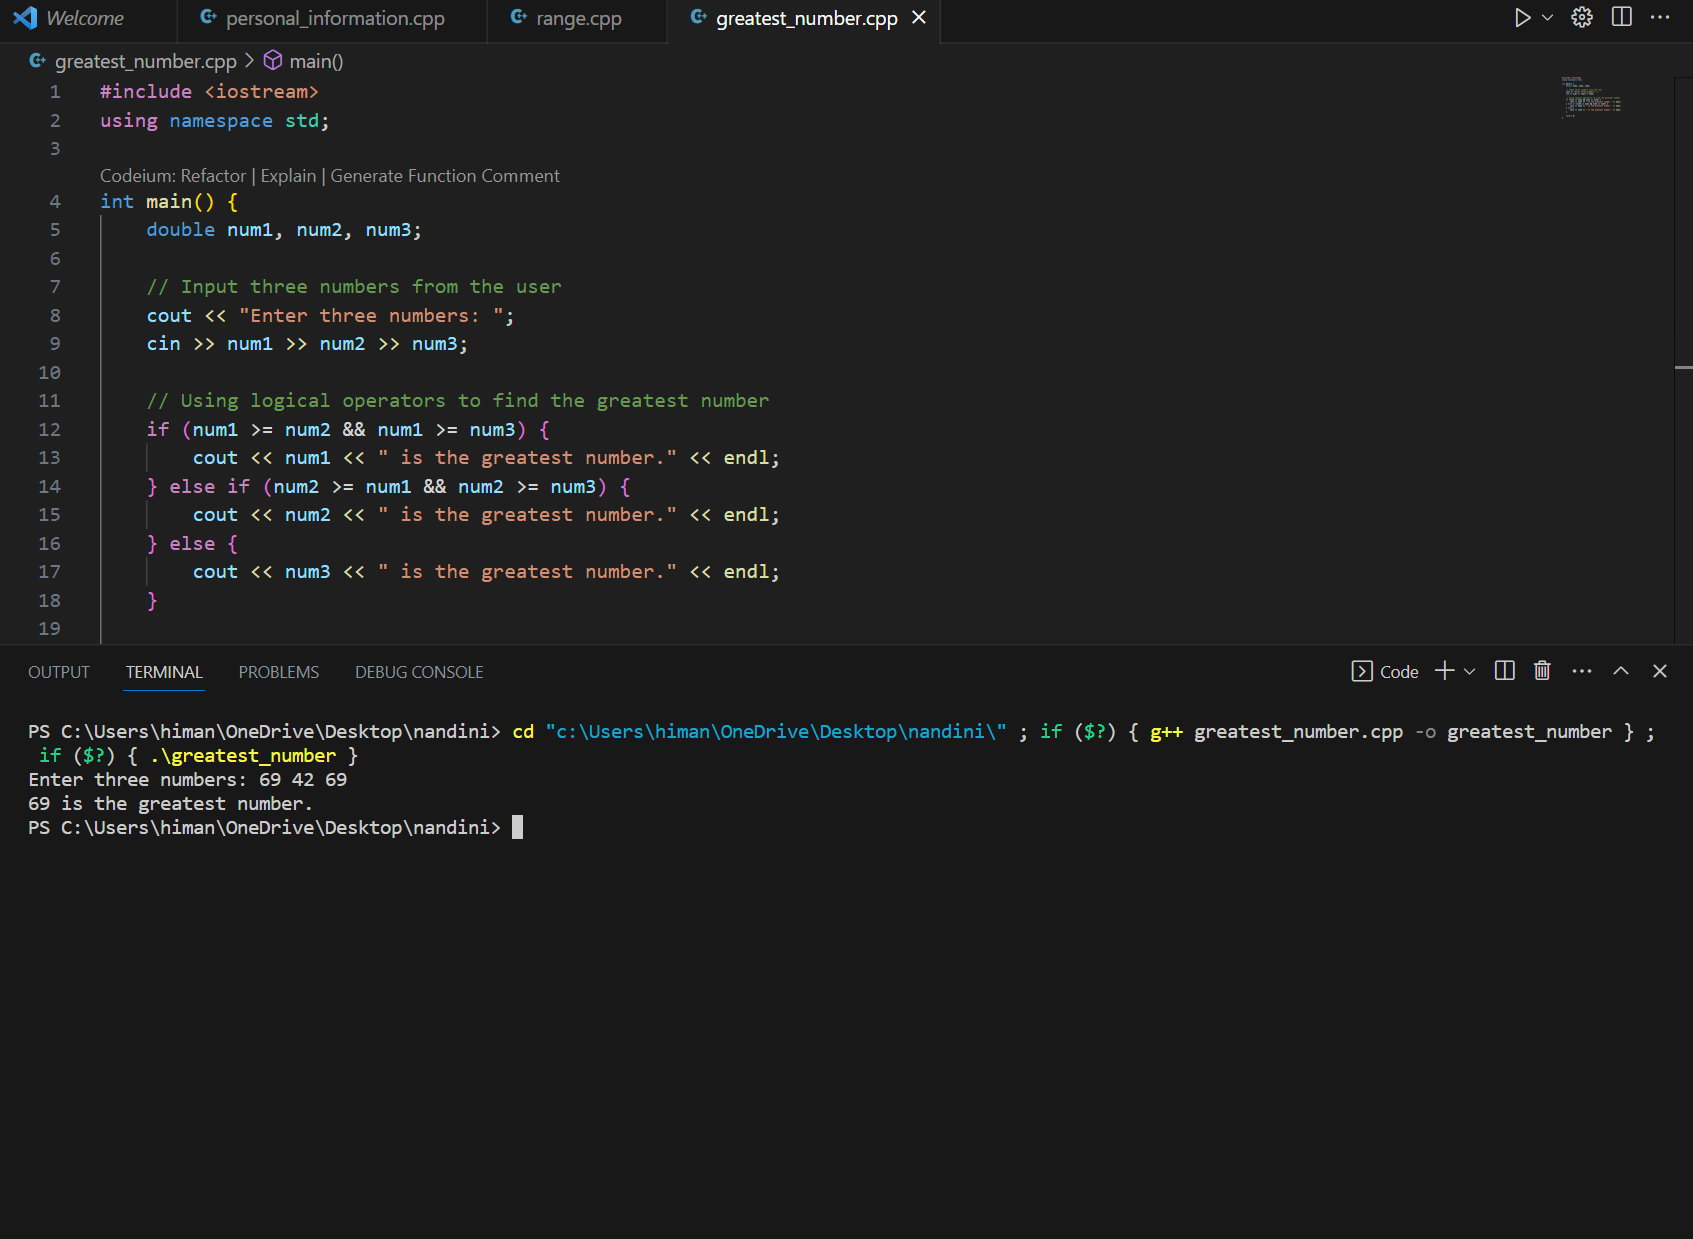 Welcome personal_information.cpp range.cpp greatest_number.cpp
greatest_number.cpp > main()
1 #include <iostream>
2 using namespace std;
3
Codeium: Refactor | Explain | Generate Function Comment
4 int main() {
5 double num1, num2, num3;
6
7 // Input three numbers from the user
8 cout << "Enter three numbers: ";
9 cin >> num1 >> num2 >> num3;
10
11 // Using logical operators to find the greatest number
12 if (num1 >= num2 && num1 >= num3) {
13 cout << num1 << " is the greatest number." << endl;
14 } else if (num2 >= num1 && num2 >= num3) {
15 cout << num2 << " is the greatest number." << endl;
16 } else {
17 cout << num3 << " is the greatest number." << endl;
18 }
19
OUTPUT TERMINAL PROBLEMS DEBUG CONSOLE Code
PS C:\Users\himan\OneDrive\Desktop\nandini> cd "c:\Users\himan\OneDrive\Desktop\nandini\" ; if ($?) { g++ greatest_number.cpp -o greatest_number } ;
if ($?) { .\greatest_number }
Enter three numbers: 69 42 69
69 is the greatest number.
PS C:\Users\himan\OneDrive\Desktop\nandini>